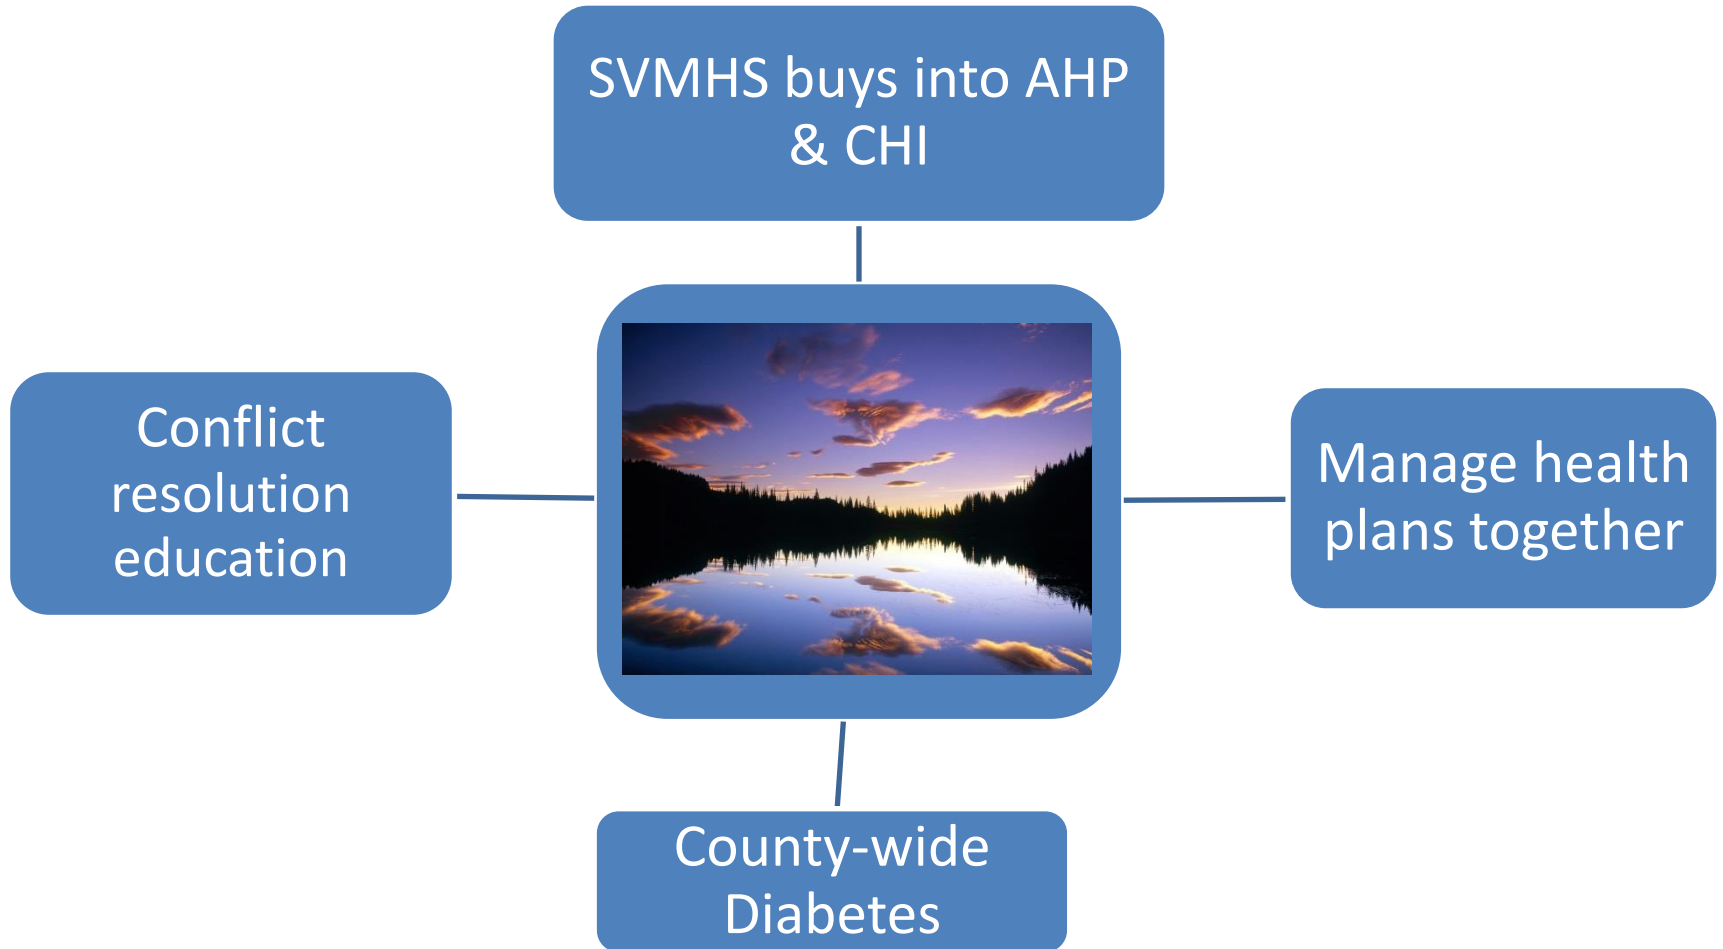 SVMHS buys into AHP
& CHI
Conflict
resolution
education
Manage health
plans together
County-wide
Diabetes